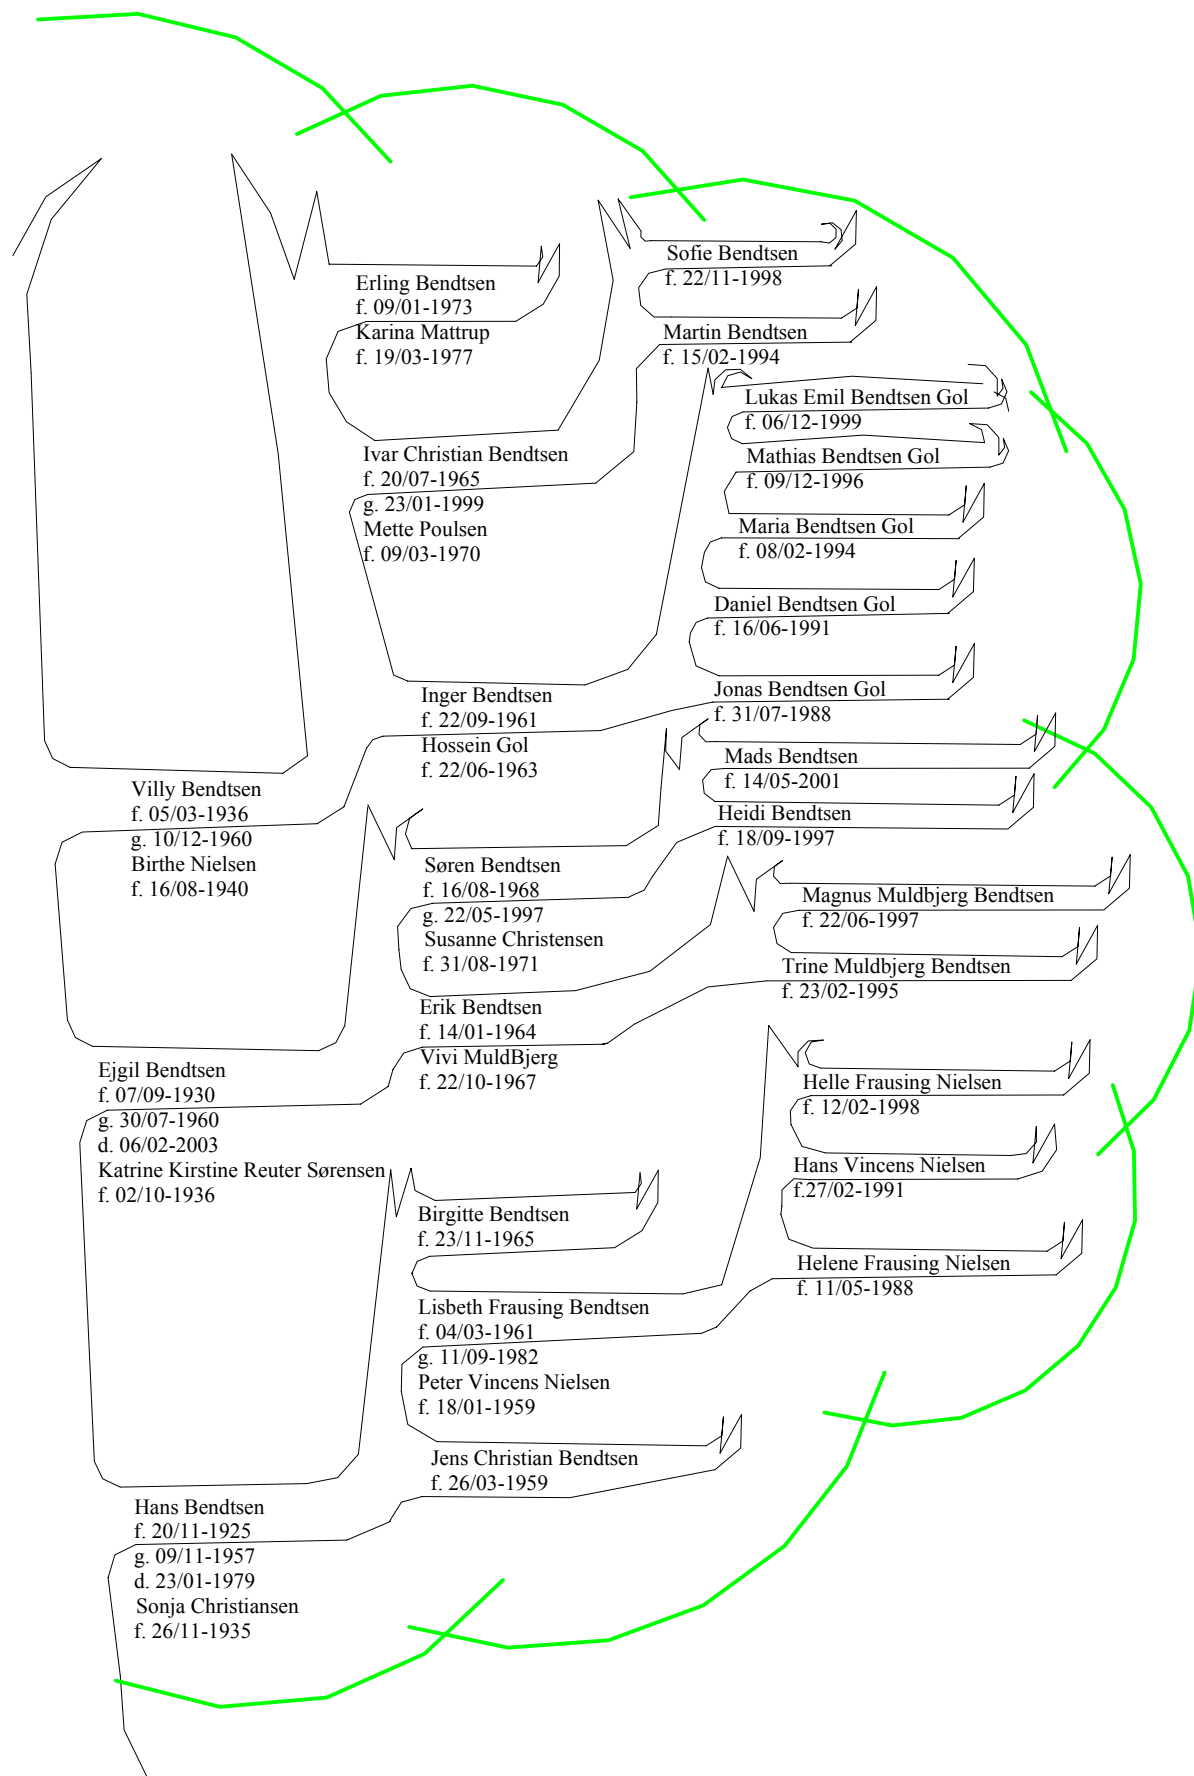 Sofie Bendtsen
f. 22/11-1998
Erling Bendtsen
f. 09/01-1973
Karina Mattrup
f. 19/03-1977
Martin Bendtsen
f. 15/02-1994
Lukas Emil Bendtsen Gol
f. 06/12-1999
Mathias Bendtsen Gol
f. 09/12-1996
Ivar Christian Bendtsen
f. 20/07-1965
g. 23/01-1999
Mette Poulsen
f. 09/03-1970
Maria Bendtsen Gol
f. 08/02-1994
Daniel Bendtsen Gol
f. 16/06-1991
Jonas Bendtsen Gol
f. 31/07-1988
Inger Bendtsen
f. 22/09-1961
Hossein Gol
f. 22/06-1963
Mads Bendtsen
f. 14/05-2001
Heidi Bendtsen
f. 18/09-1997
Villy Bendtsen
f. 05/03-1936
g. 10/12-1960
Birthe Nielsen
f. 16/08-1940
Søren Bendtsen
f. 16/08-1968
g. 22/05-1997
Susanne Christensen
f. 31/08-1971
Magnus Muldbjerg Bendtsen
f. 22/06-1997
Trine Muldbjerg Bendtsen
f. 23/02-1995
Erik Bendtsen
f. 14/01-1964
Vivi MuldBjerg
f. 22/10-1967
Ejgil Bendtsen
f. 07/09-1930
g. 30/07-1960
d. 06/02-2003
Katrine Kirstine Reuter Sørensen
f. 02/10-1936
Helle Frausing Nielsen
f. 12/02-1998
Hans Vincens Nielsen
f.27/02-1991
Birgitte Bendtsen
f. 23/11-1965
Helene Frausing Nielsen
f. 11/05-1988
Lisbeth Frausing Bendtsen
f. 04/03-1961
g. 11/09-1982
Peter Vincens Nielsen
f. 18/01-1959
Jens Christian Bendtsen
f. 26/03-1959
Hans Bendtsen
f. 20/11-1925
g. 09/11-1957
d. 23/01-1979
Sonja Christiansen
f. 26/11-1935